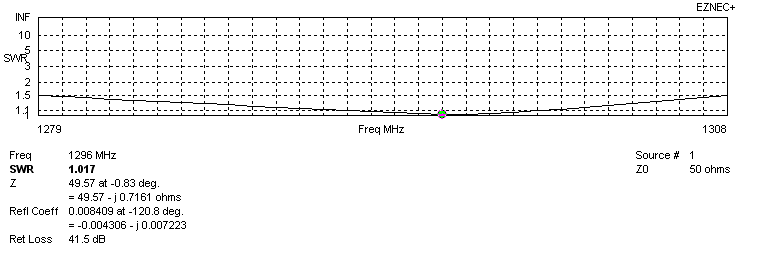 EZNEC+
INF
10
5
SWR
3
2
1.5
1.1
1279 Freq MHz 1308
Freq 1296 MHz Source # 1
SWR 1.017 Z0 50 ohms
Z 49.57 at -0.83 deg.
= 49.57 - j 0.7161 ohms
Refl Coeff 0.008409 at -120.8 deg.
= -0.004306 - j 0.007223
Ret Loss 41.5 dB